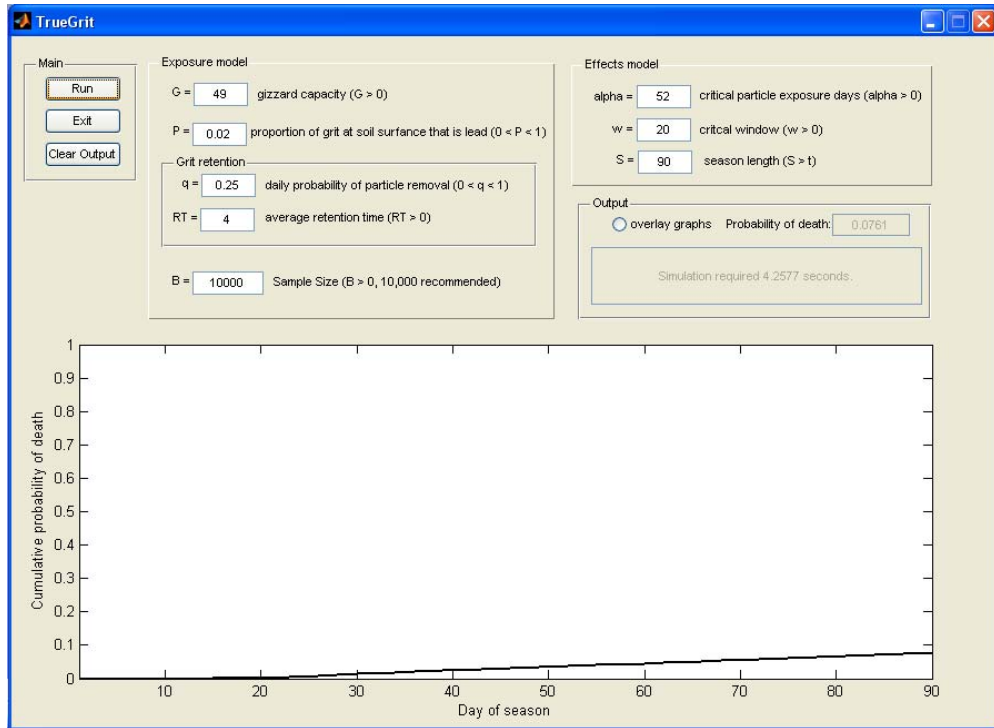 TrueGrit
Main
Run
Exit
Clear Output
Exposure model
G = 49 gizzard capacity (G > 0)
P = 0.02 proportion of grit at soil surfance that is lead (0 < P < 1)
Grit retention
q = 0.25 daily probability of particle removal (0 < q < 1)
RT = 4 average retention time (RT > 0)
B = 10000 Sample Size (B > 0, 10,000 recommended)
Effects model
alpha = 52 critical particle exposure days (alpha > 0)
w = 20 critcal window (w > 0)
S = 90 season length (S > t)
Output
overlay graphs Probability of death: 0.0761
Simulation required 4.2577 seconds.
Cumulative probability of death
1
0.9
0.8
0.7
0.6
0.5
0.4
0.3
0.2
0.1
0
10 20 30 40 50 60 70 80 90
Day of season